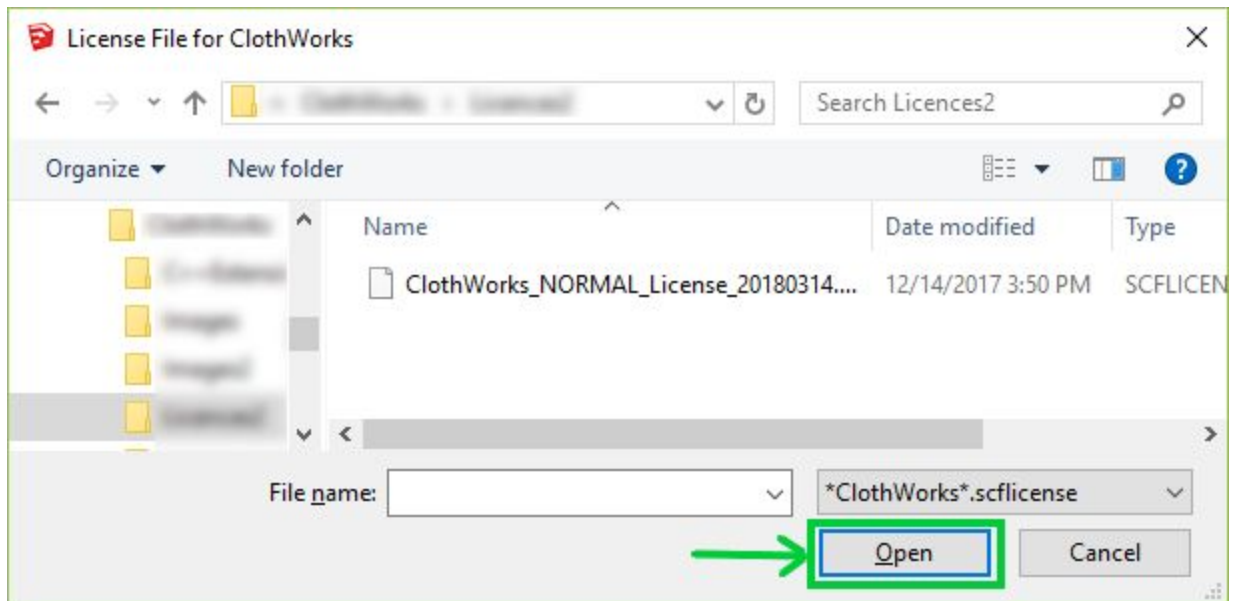 License File for ClothWorks
Search Licences2
Organize New folder
Name Date modified Type
ClothWorks_NORMAL_License_20180314.... 12/14/2017 3:50 PM SCFLICEN
File name: *ClothWorks*.scflicense
Open Cancel